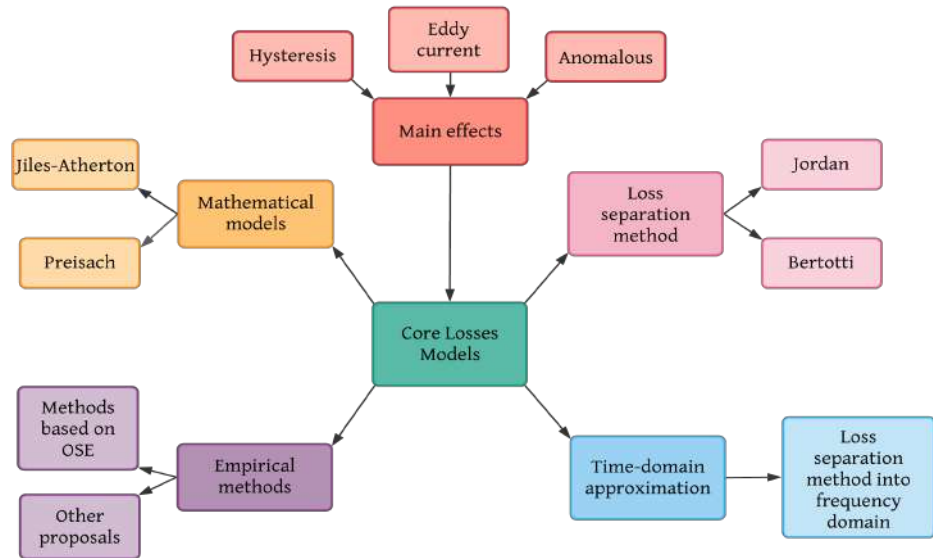 Eddy
current
Hysteresis
Anomalous
Main effects
Jiles-Atherton
Mathematical
models
Preisach
Loss
separation
method
Jordan
Bertotti
Core Losses
Models
Methods
based on
OSE
Empirical
methods
Other
proposals
Time-domain
approximation
Loss
separation
method into
frequency
domain